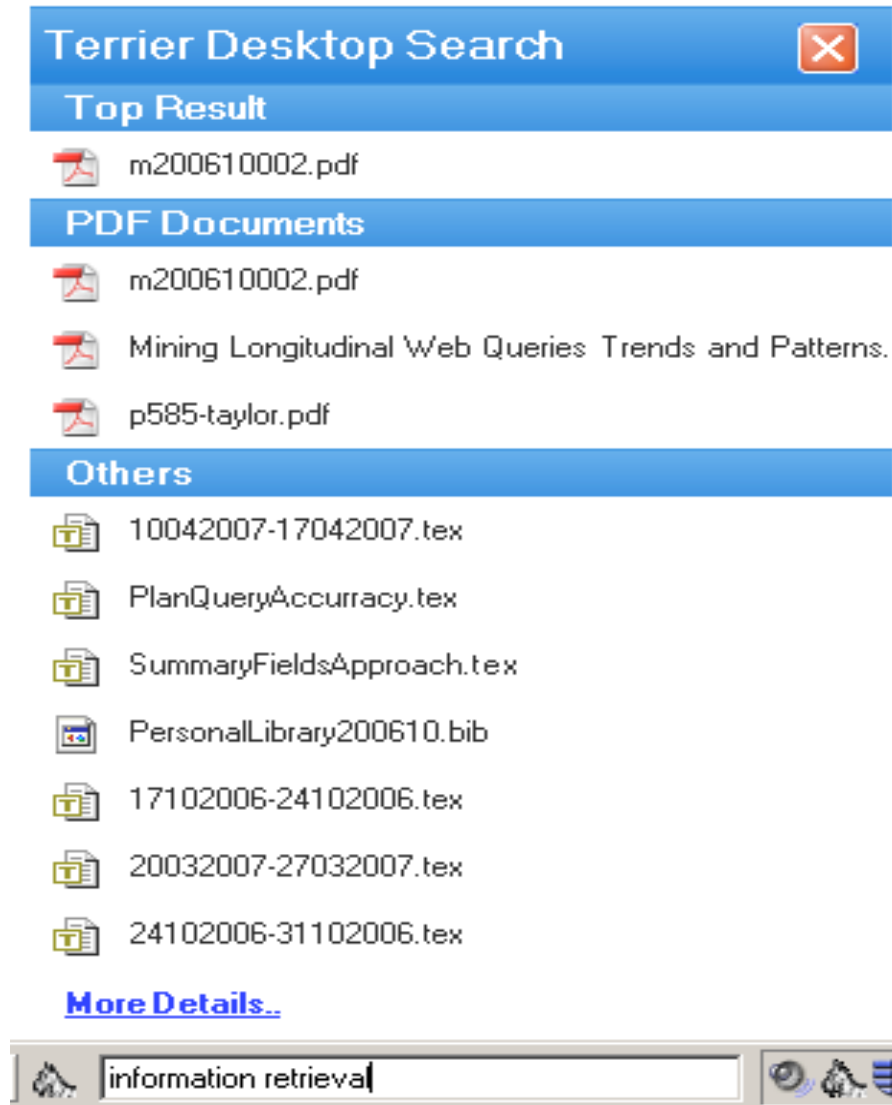 Terrier Desktop Search
Top Result
m200610002.pdf
PDF Documents
m200610002.pdf
Mining Longitudinal Web Queries Trends and Patterns.
p585-taylor.pdf
Others
10042007-17042007.tex
PlanQueryAccurracy.tex
SummaryFieldsApproach.tex
PersonalLibrary200610.bib
17102006-24102006.tex
20032007-27032007.tex
24102006-31102006.tex
More Details..
information retrieval